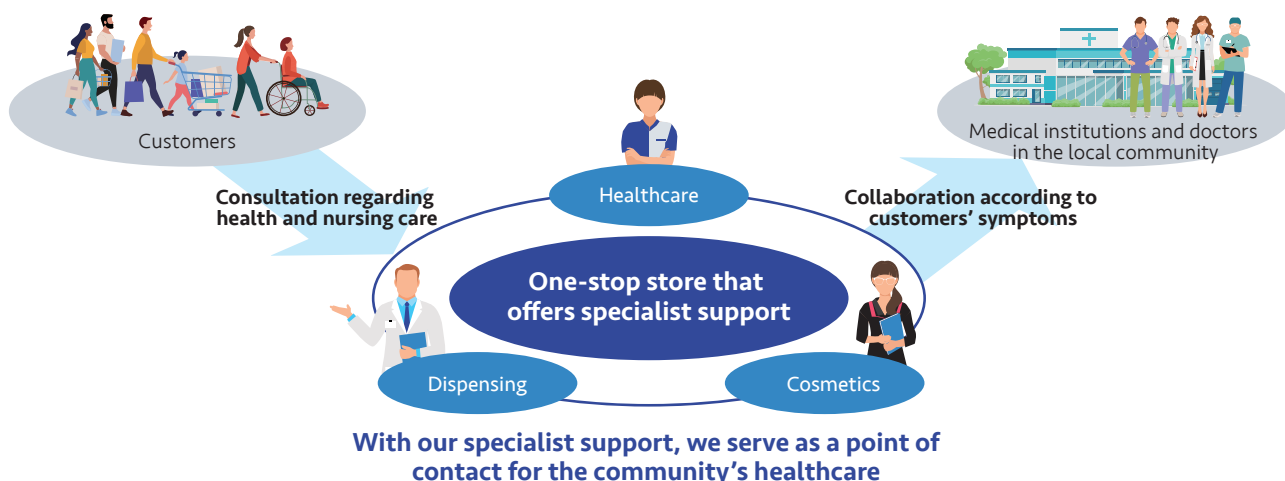 Customers
Medical institutions and doctors
in the local community
Consultation regarding
health and nursing care
Healthcare
Collaboration according to
customers’ symptoms
One-stop store that
offers specialist support
Dispensing
Cosmetics
With our specialist support, we serve as a point of
contact for the community’s healthcare